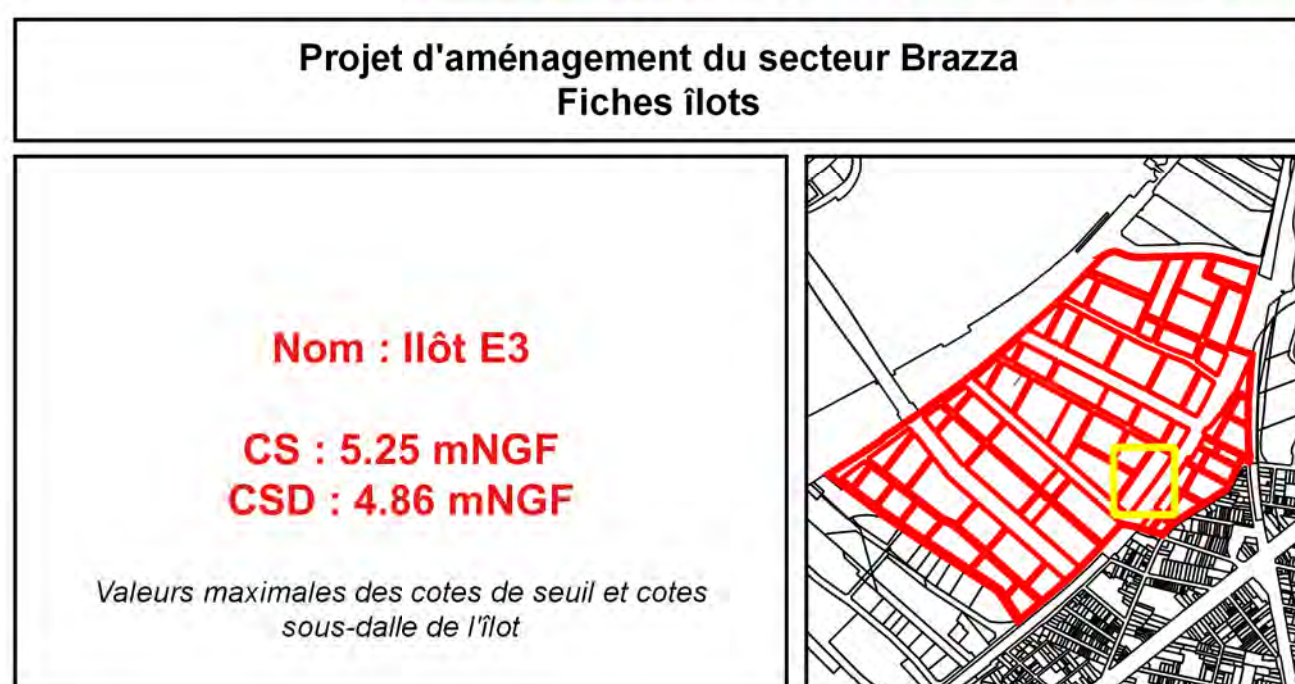 Projet d'aménagement du secteur Brazza
Fiches îlots
Nom : Ilôt E3
CS : 5.25 mNGF
CSD : 4.86 mNGF
Valeurs maximales des cotes de seuil et cotes
sous-dalle de l'îlot